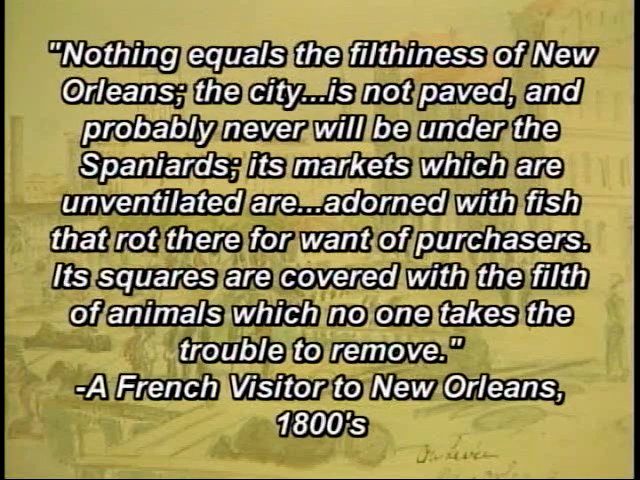 "Nothing equals the filthiness of New
Orleans; the city...is not paved, and
probably never will be under the
Spaniards; its markets which are
unventilated are...adorned with fish
that rot there for want of purchasers.
Its squares are covered with the filth
of animals which no one takes the
trouble to remove."
-A French Visitor to New Orleans,
1800's